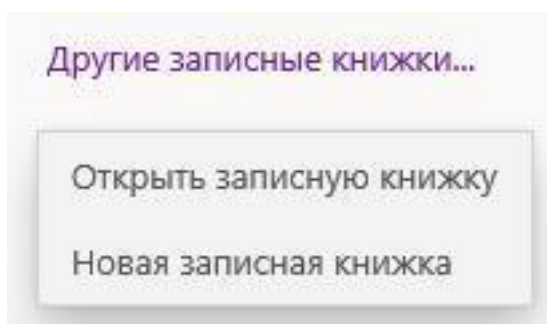 Другие записные книжки...
Открыть записную книжку
Новая записная книжка